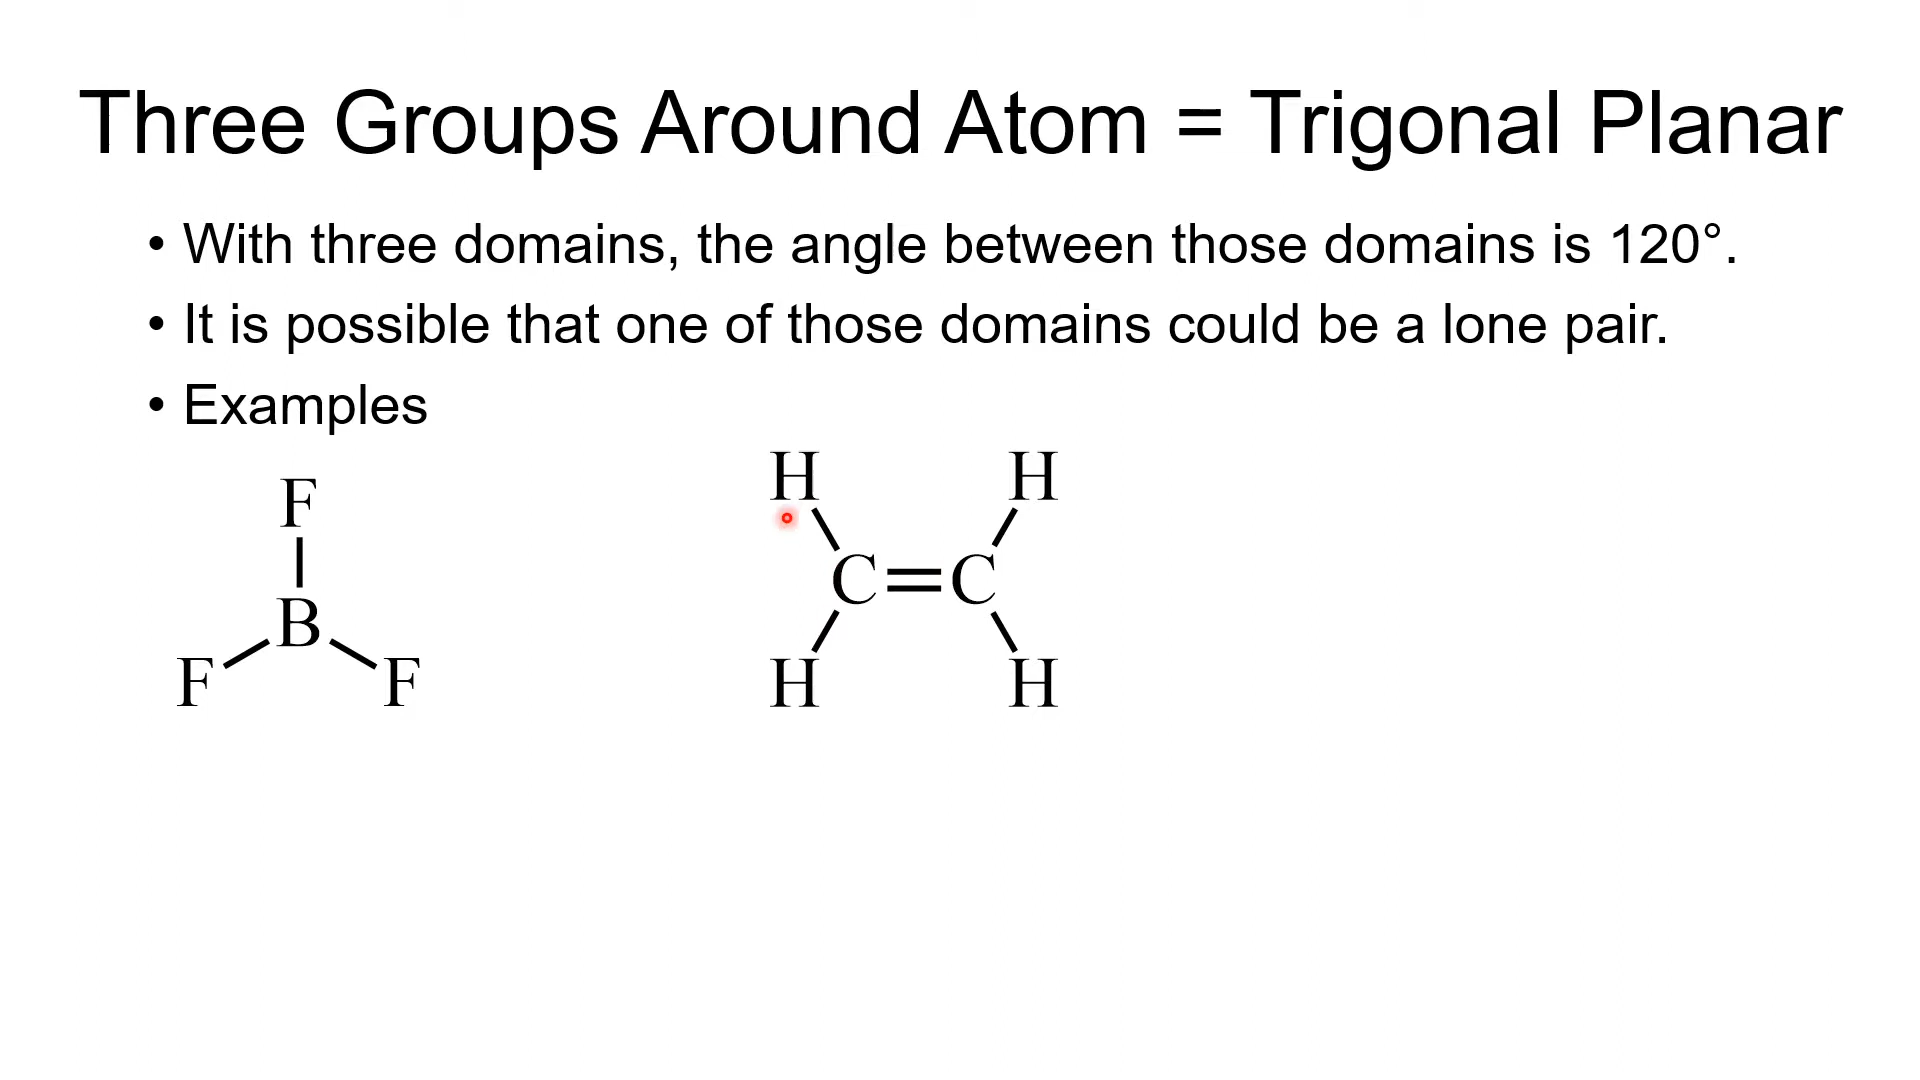 Three Groups Around Atom = Trigonal Planar
• With three domains, the angle between those domains is 120°.
• It is possible that one of those domains could be a lone pair.
• Examples
F
B
F F
H H
C=C
H H